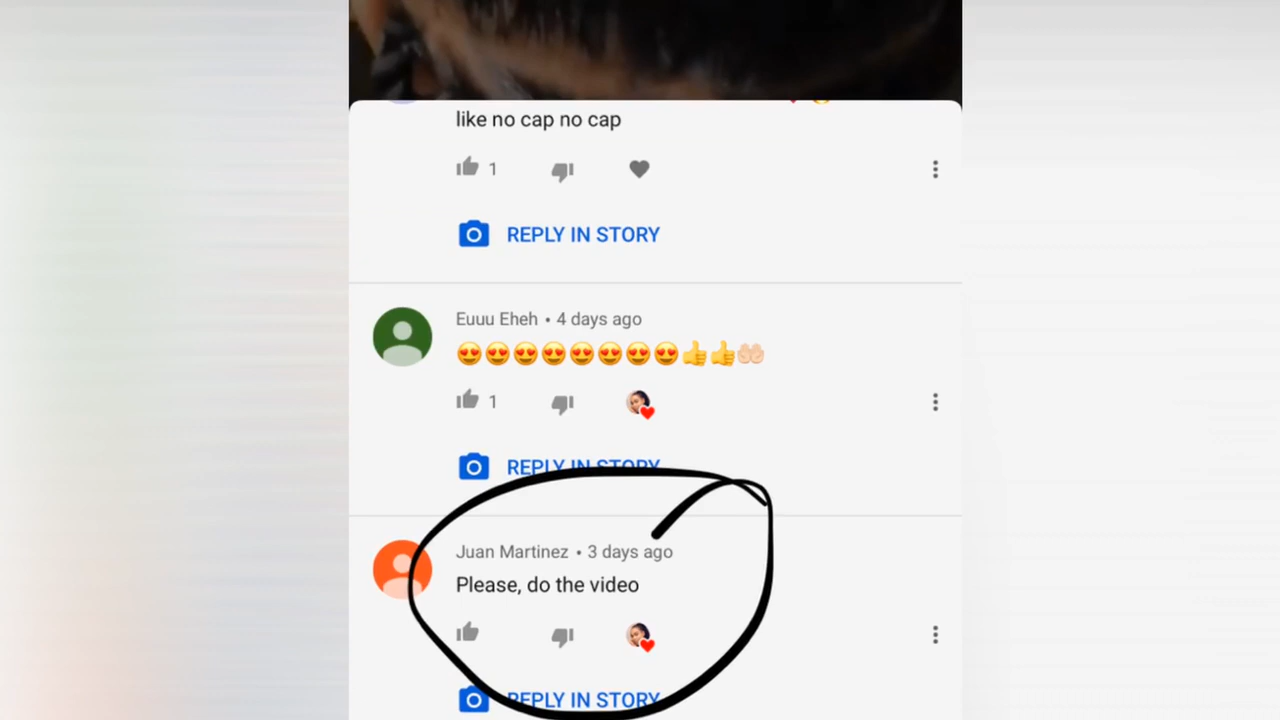 like no cap no cap
1
REPLY IN STORY
Euuu Eheh • 4 days ago
😍😍😍😍😍😍😍😍👍👍🤲🏻
1
REPLY IN STORY
Juan Martinez • 3 days ago
Please, do the video
REPLY IN STORY